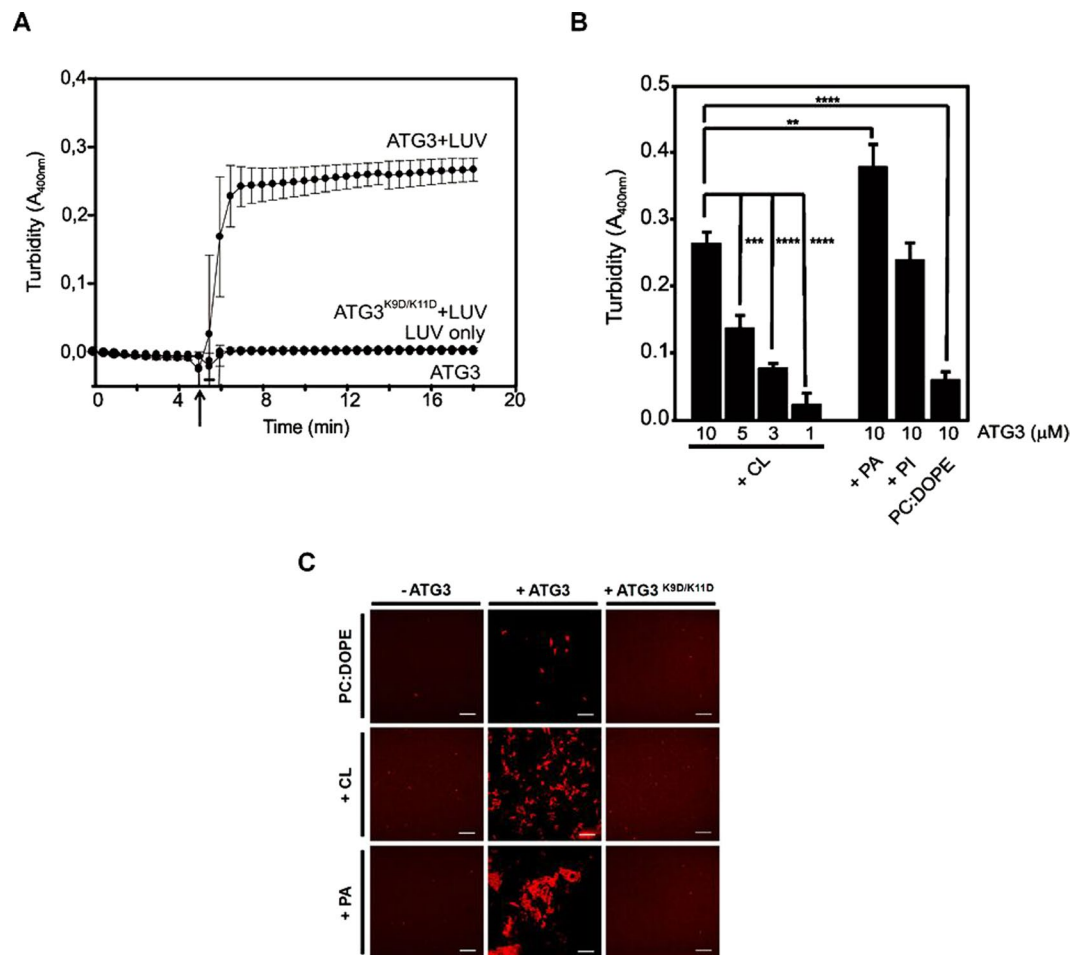 A
0,4
0,3
0,2
0,1
0,0
Turbidity (A400nm)
ATG3+LUV
ATG3K9D/K11D+LUV
LUV only
ATG3
0 4 8 12 16 20
Time (min)
B
0.5
0.4
0.3
0.2
0.1
0.0
Turbidity (A400nm)
****
**
*** **** ****
10 5 3 1 10 10 10 ATG3 (μM)
+ CL
+ PA
+ PI
PC:DOPE
C
- ATG3 + ATG3 + ATG3 K9D/K11D
PC:DOPE
+ CL
+ PA